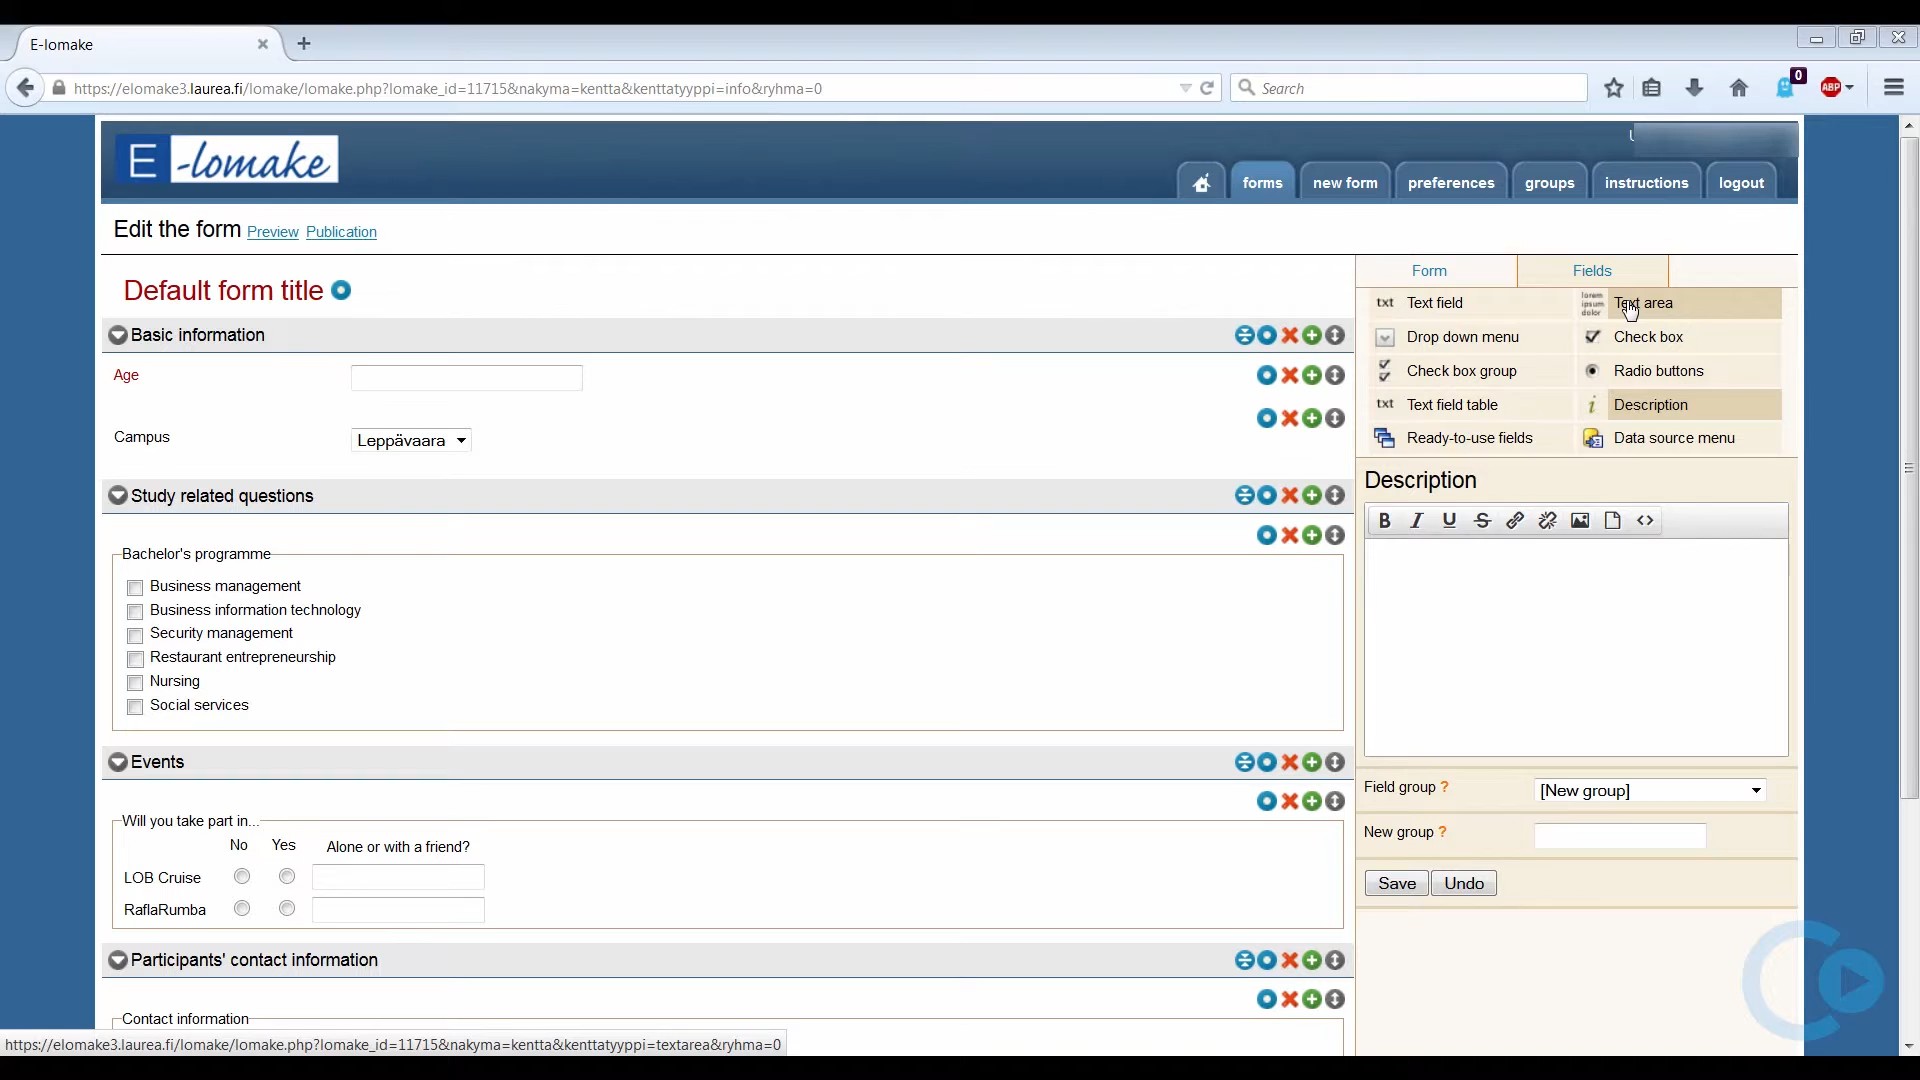 E-lomake
https://elomake3.laurea.fi/lomake/lomake.php?lomake_id=11715&nakyma=kentta&kenttatyyppi=info&ryhma=0
Search
0
ABP
E-lomake
forms
new form
preferences
groups
instructions
logout
Edit the form Preview Publication
Form
Fields
Default form title
txt Text field
lorem ipsum dolor Text area
Basic information
Drop down menu
Check box
Age
Check box group
Radio buttons
txt Text field table
i Description
Campus
Leppävaara
Ready-to-use fields
Data source menu
Description
Study related questions
B I U S
Bachelor's programme
Business management
Business information technology
Security management
Restaurant entrepreneurship
Nursing
Social services
Events
Field group ?
[New group]
Will you take part in...
New group ?
No Yes Alone or with a friend?
LOB Cruise
Save
Undo
RaflaRumba
Participants' contact information
Contact information
https://elomake3.laurea.fi/lomake/lomake.php?lomake_id=11715&nakyma=kentta&kenttatyyppi=textarea&ryhma=0